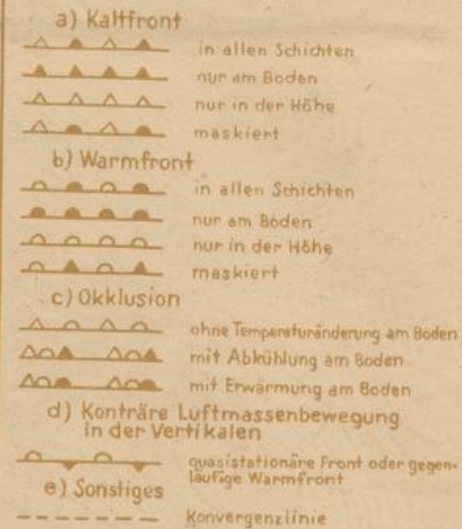 a) Kaltfront
in allen Schichten
nur am Boden
nur in der Höhe
maskiert
b) Warmfront
in allen Schichten
nur am Boden
nur in der Höhe
maskiert
c) Okklusion
ohne Temperaturänderung am Boden
mit Abkühlung am Boden
mit Erwärmung am Boden
d) Konträre Luftmassenbewegung
in der Vertikalen
quasistationäre Front oder gegen-
läufige Warmfront
e) Sonstiges
Konvergenzlinie